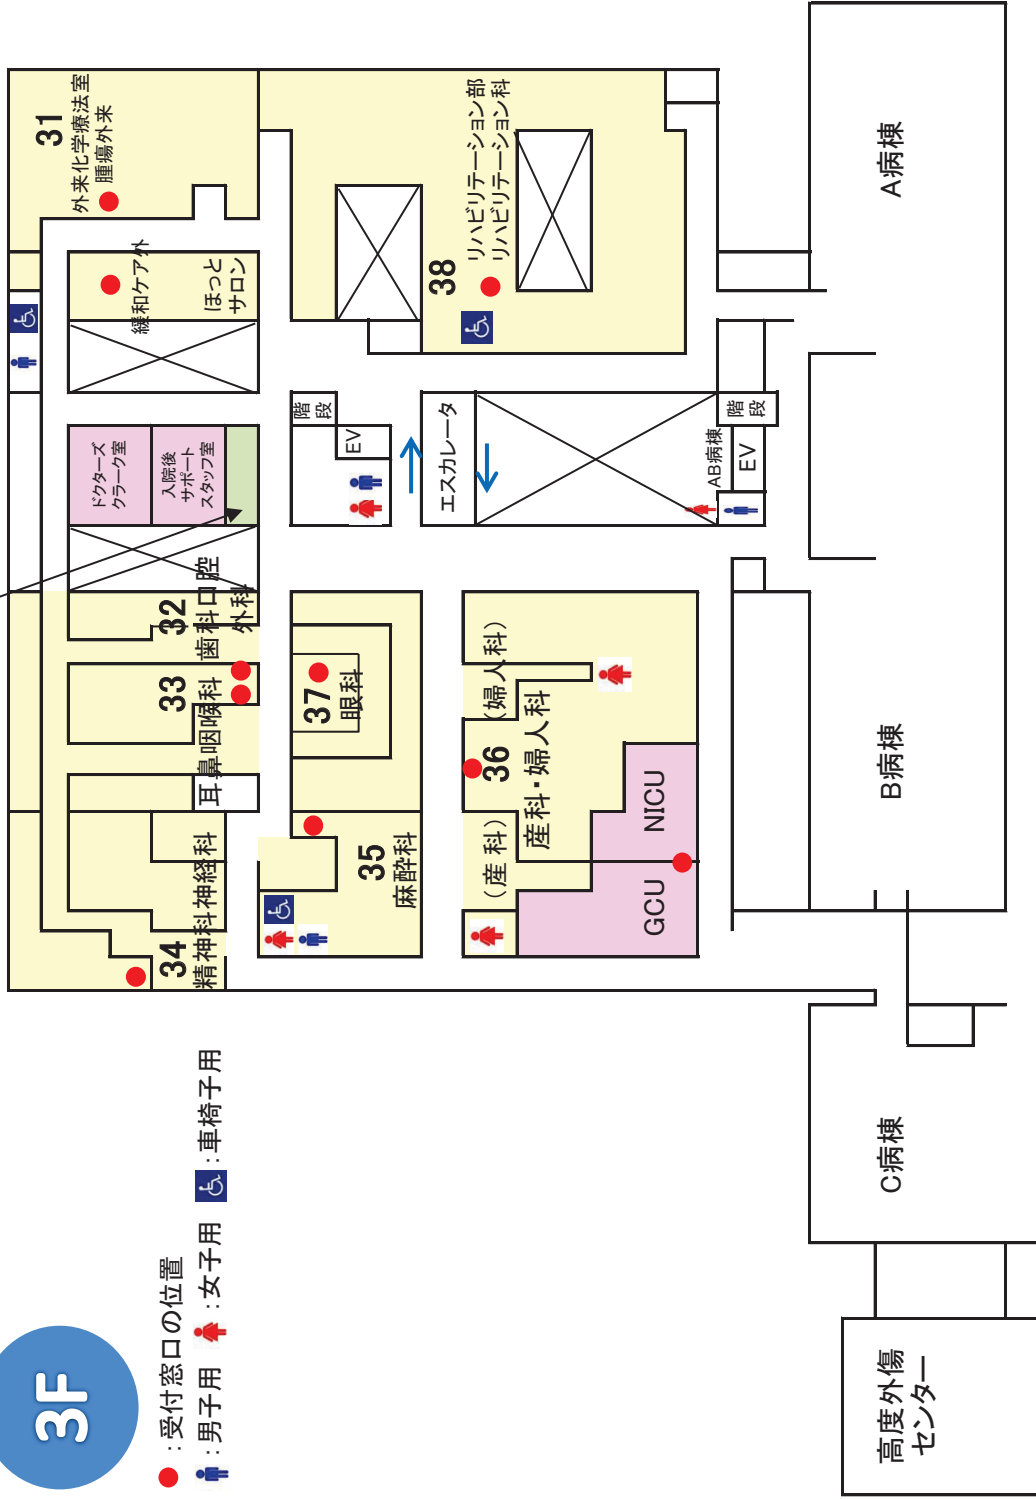 3F
：受付窓口の位置
：男子用
：女子用
：車椅子用
31
外来化学療法室
腫瘍外来
緩和ケア外
ほっと
サロン
ドクターズ
クラーク室
入院後
サポート
スタッフ室
32
歯科口腔
外科
33
耳鼻咽喉科
34
精神科神経科
35
麻酔科
36
産科・婦人科
（産科）
（婦人科）
37
眼科
38
リハビリテーション部
リハビリテーション科
階
段
EV
エスカレータ
AB病棟
EV
階
段
NICU
GCU
A病棟
B病棟
C病棟
高度外傷
センター